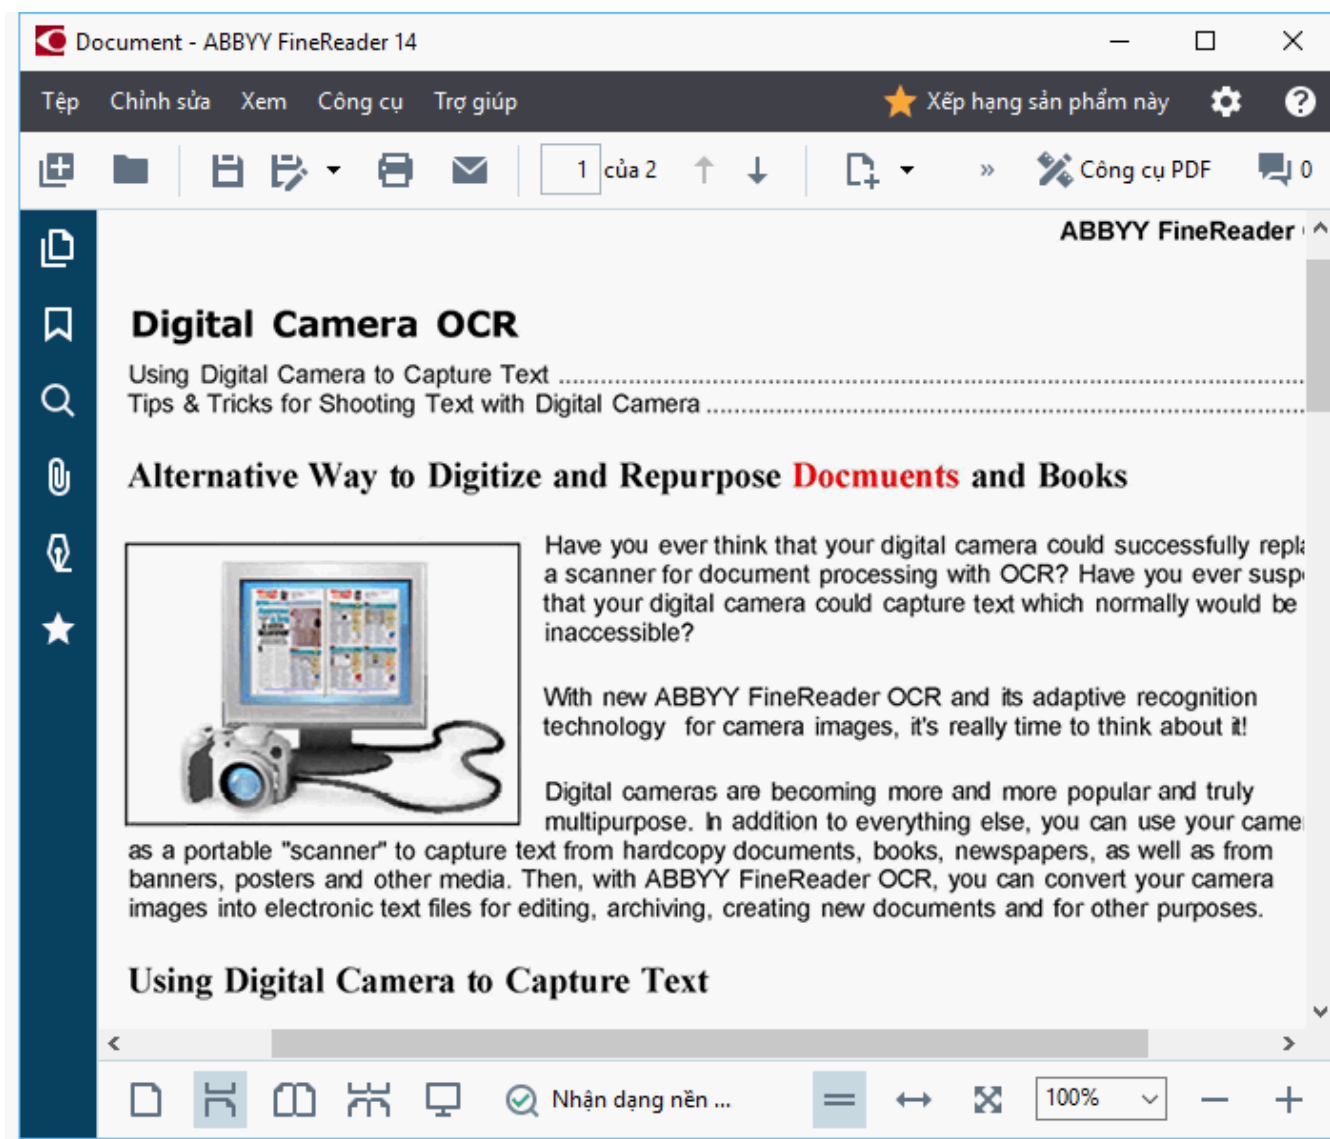 Document - ABBYY FineReader 14
Tệp Chỉnh sửa Xem Công cụ Trợ giúp Xếp hạng sản phẩm này
1 của 2 Công cụ PDF 0
ABBYY FineReader
Digital Camera OCR
Using Digital Camera to Capture Text
Tips & Tricks for Shooting Text with Digital Camera
Alternative Way to Digitize and Repurpose Docmuents and Books
Have you ever think that your digital camera could successfully repla
a scanner for document processing with OCR? Have you ever susp
that your digital camera could capture text which normally would be
inaccessible?
With new ABBYY FineReader OCR and its adaptive recognition
technology for camera images, it's really time to think about it!
Digital cameras are becoming more and more popular and truly
multipurpose. In addition to everything else, you can use your came
as a portable "scanner" to capture text from hardcopy documents, books, newspapers, as well as from
banners, posters and other media. Then, with ABBYY FineReader OCR, you can convert your camera
images into electronic text files for editing, archiving, creating new documents and for other purposes.
Using Digital Camera to Capture Text
Nhận dạng nền ... 100%